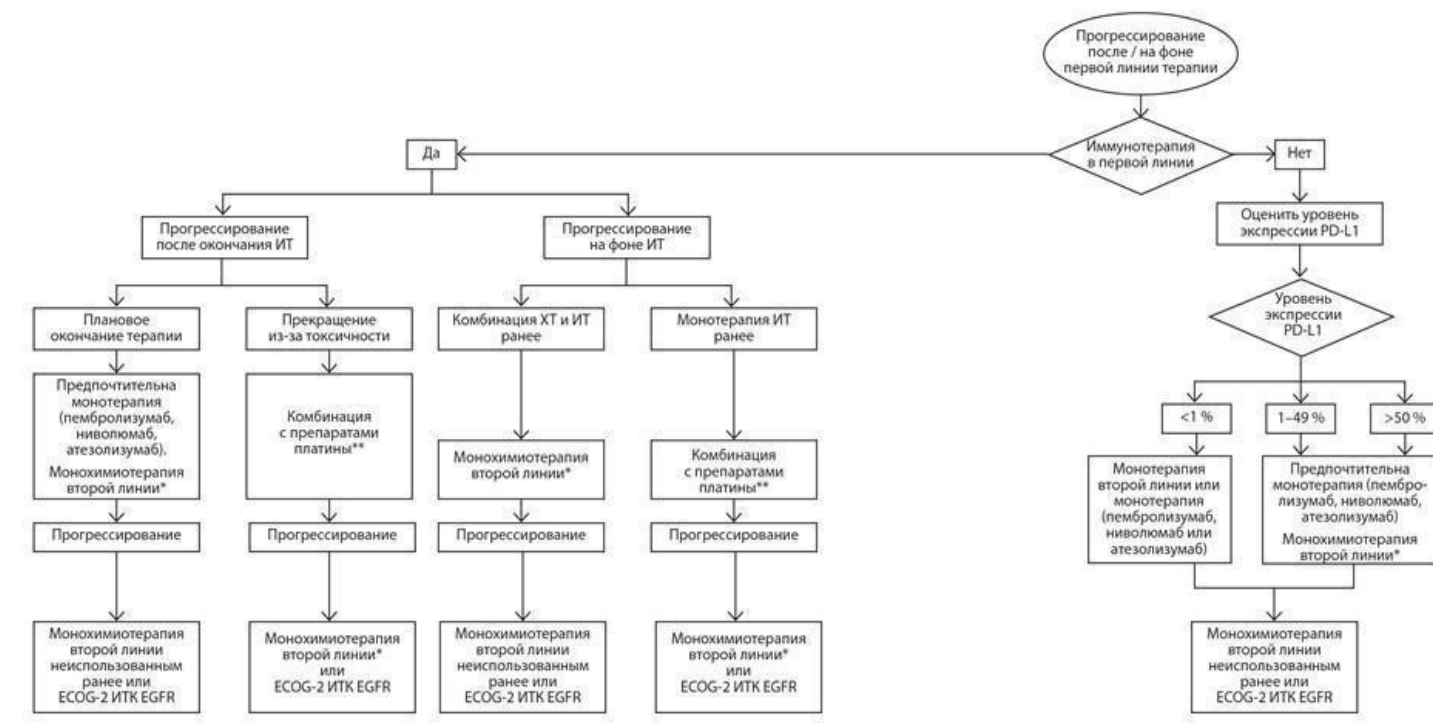 Прогрессирование
после / на фоне
первой линии терапии
Иммунотерапия
в первой линии
Да
Нет
Прогрессирование
после окончания ИТ
Прогрессирование
на фоне ИТ
Оценить уровень
экспрессии PD-L1
Уровень
экспрессии
PD-L1
Плановое
окончание терапии
Прекращение
из-за токсичности
Комбинация ХТ и ИТ
ранее
Монотерапия ИТ
ранее
Предпочтительна
монотерапия
(пембролизумаб,
ниволюмаб,
атезолизумаб).
Монохимиотерапия
второй линии*
Комбинация
с препаратами
платины**
Монохимиотерапия
второй линии*
Комбинация
с препаратами
платины**
<1 %
1–49 %
>50 %
Монотерапия
второй линии или
монотерапия
(пембролизумаб,
ниволюмаб или
атезолизумаб)
Предпочтительна
монотерапия (пембро-
лизумаб, ниволюмаб,
атезолизумаб)
Монохимиотерапия
второй линии*
Прогрессирование
Прогрессирование
Прогрессирование
Прогрессирование
Монохимиотерапия
второй линии
неиспользованным
ранее или
ECOG-2 ИТК EGFR
Монохимиотерапия
второй линии*
или
ECOG-2 ИТК EGFR
Монохимиотерапия
второй линии
неиспользованным
ранее или
ECOG-2 ИТК EGFR
Монохимиотерапия
второй линии*
или
ECOG-2 ИТК EGFR
Монохимиотерапия
второй линии
неиспользованным
ранее или
ECOG-2 ИТК EGFR